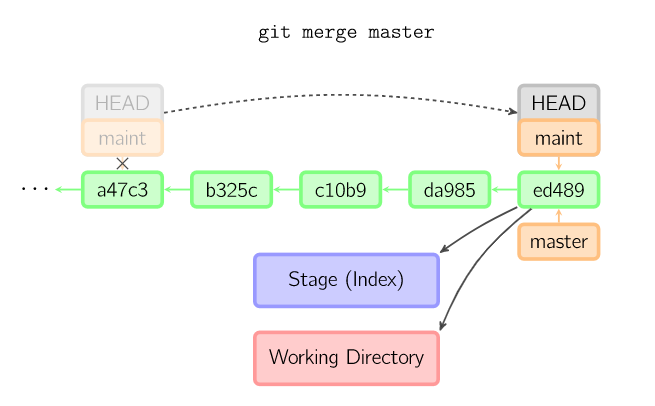 git merge master
HEAD
HEAD
maint
maint
... a47c3 b325c c10b9 da985 ed489
master
Stage (Index)
Working Directory